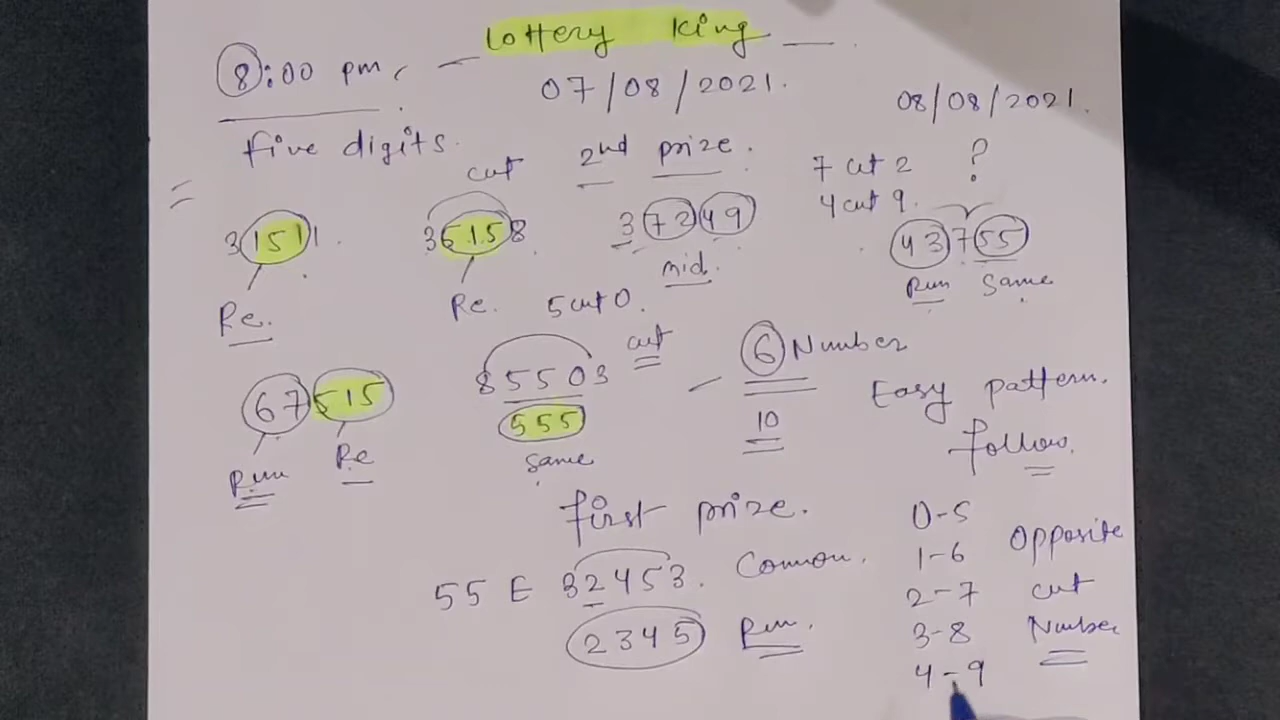 Lottery King
8:00 pm,
07/08/2021.
08/08/2021.
five digits.
cut
2nd prize.
7 cut 2
?
4 cut 9.
31511.
36158
37249
43755
Re.
Re.
5 cut 0.
mid.
Run
Same
67515
85503
cut
6 Number
555
10
Easy pattern.
follow.
Run
Re
Same
first prize.
0-5
55 E 32453.
Common.
1-6
Opposite
2-7
cut
2345
Run.
3-8
Number
4-9